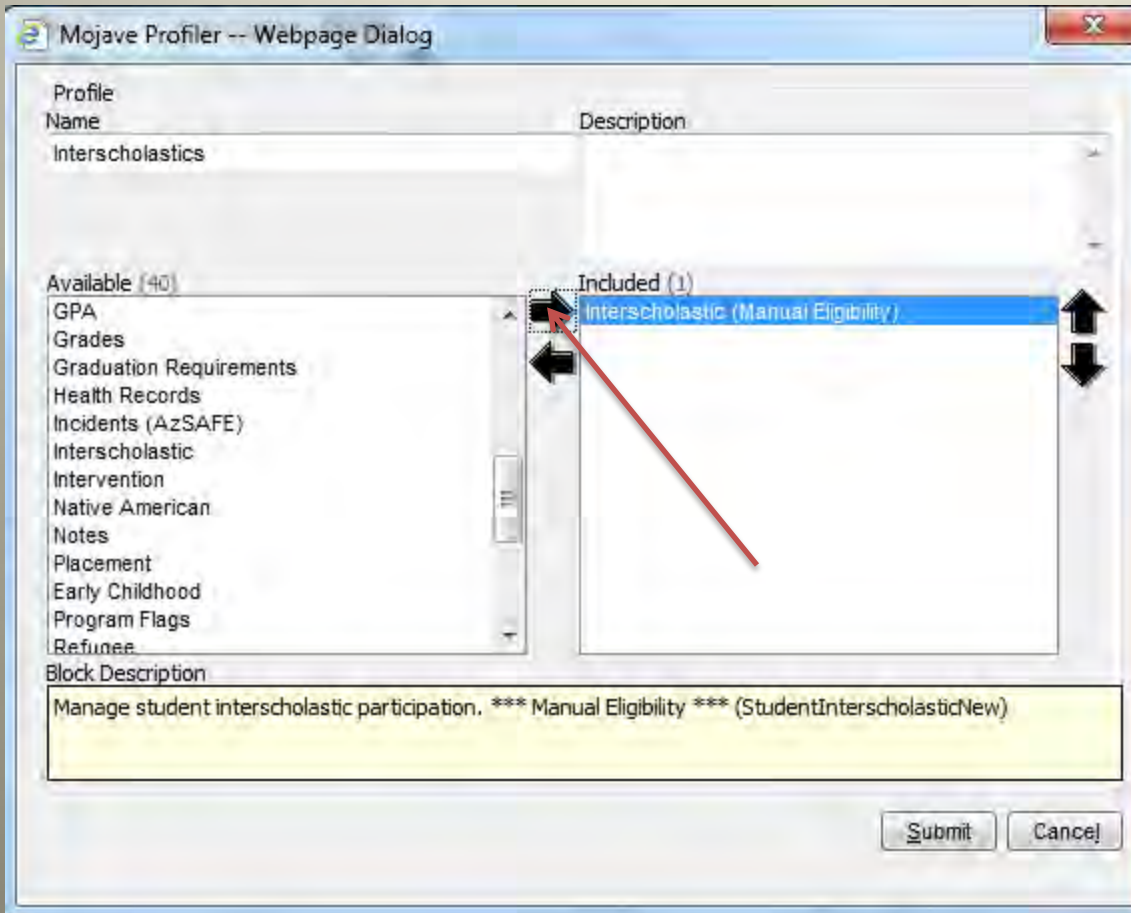 Mojave Profiler -- Webpage Dialog
Profile
Name
Description
Interscholastics
Available (40)
GPA
Grades
Graduation Requirements
Health Records
Incidents (AzSAFE)
Interscholastic
Intervention
Native American
Notes
Placement
Early Childhood
Program Flags
Refugee
Included (1)
Interscholastic (Manual Eligibility)
Block Description
Manage student interscholastic participation. *** Manual Eligibility *** (StudentInterscholasticNew)
Submit
Cancel